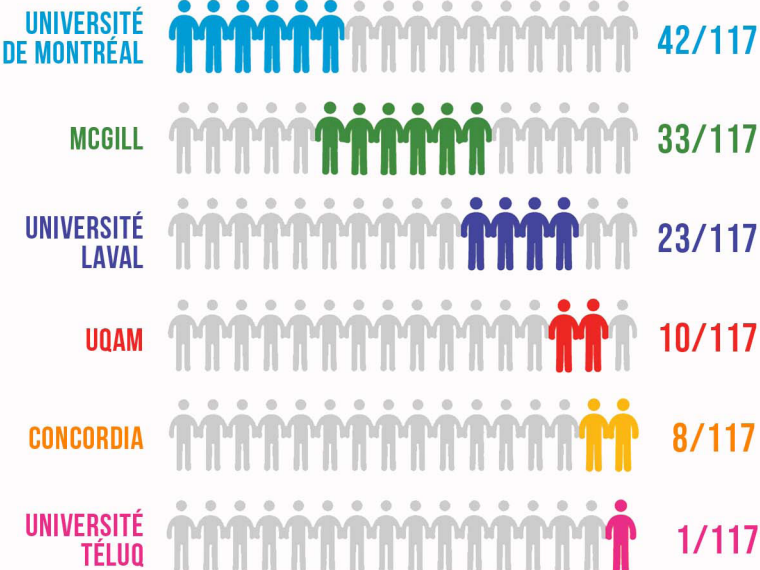 UNIVERSITÉ
DE MONTRÉAL
42/117
MCGILL
33/117
UNIVERSITÉ
LAVAL
23/117
UQAM
10/117
CONCORDIA
8/117
UNIVERSITÉ
TÉLUQ
1/117